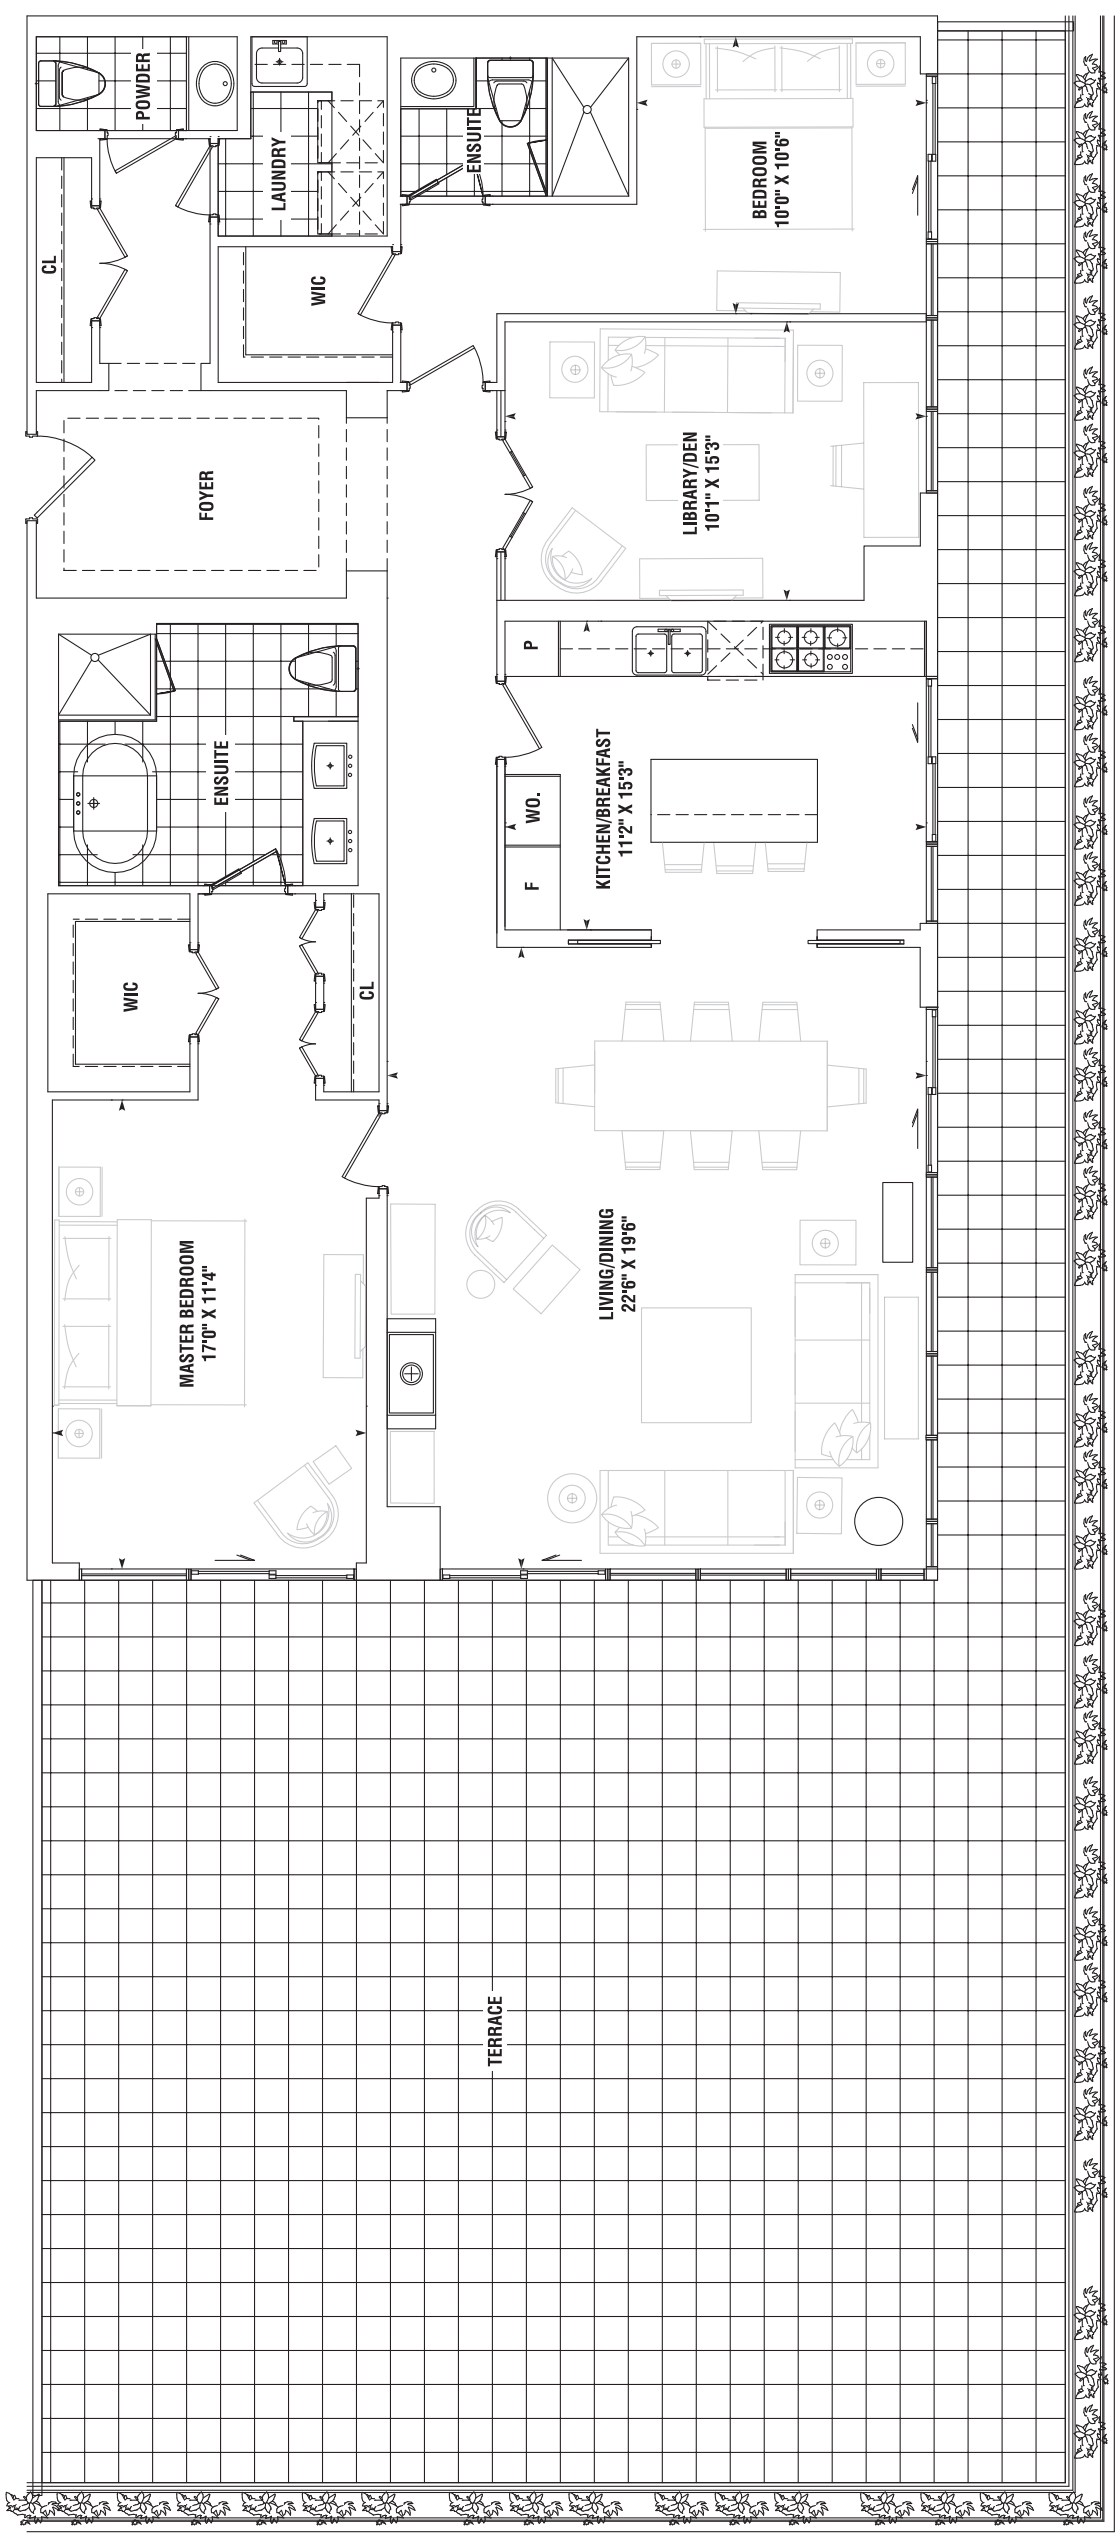 POWDER
LAUNDRY
ENSUITE
BEDROOM
10'0" X 10'6"
CL
WIC
FOYER
LIBRARY/DEN
10'1" X 15'3"
P
ENSUITE
KITCHEN/BREAKFAST
11'2" X 15'3"
WO.
F
WIC
CL
MASTER BEDROOM
17'0" X 11'4"
LIVING/DINING
22'6" X 19'6"
TERRACE